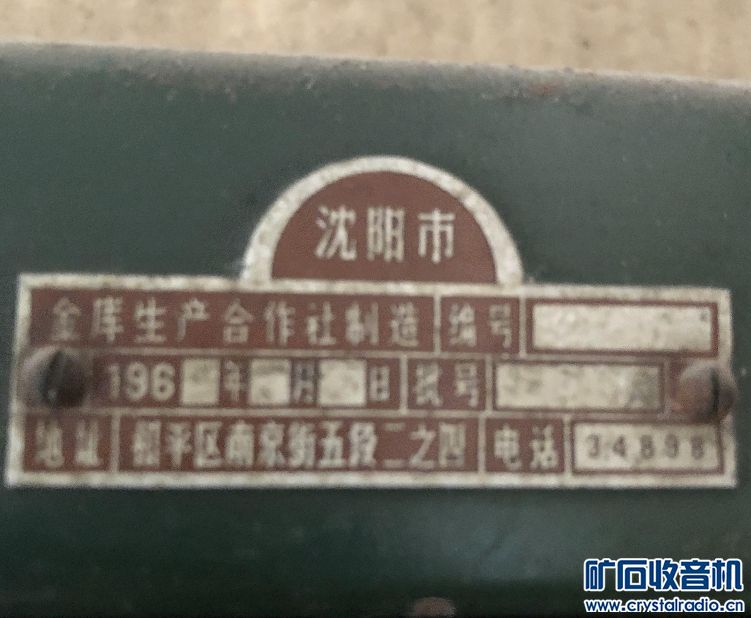 沈阳市
金库生产合作社制造 编号
196 年 月 日 批号
地址 和平区南京街五段二之四 电话 34898
矿石收音机
www.crystalradio.cn